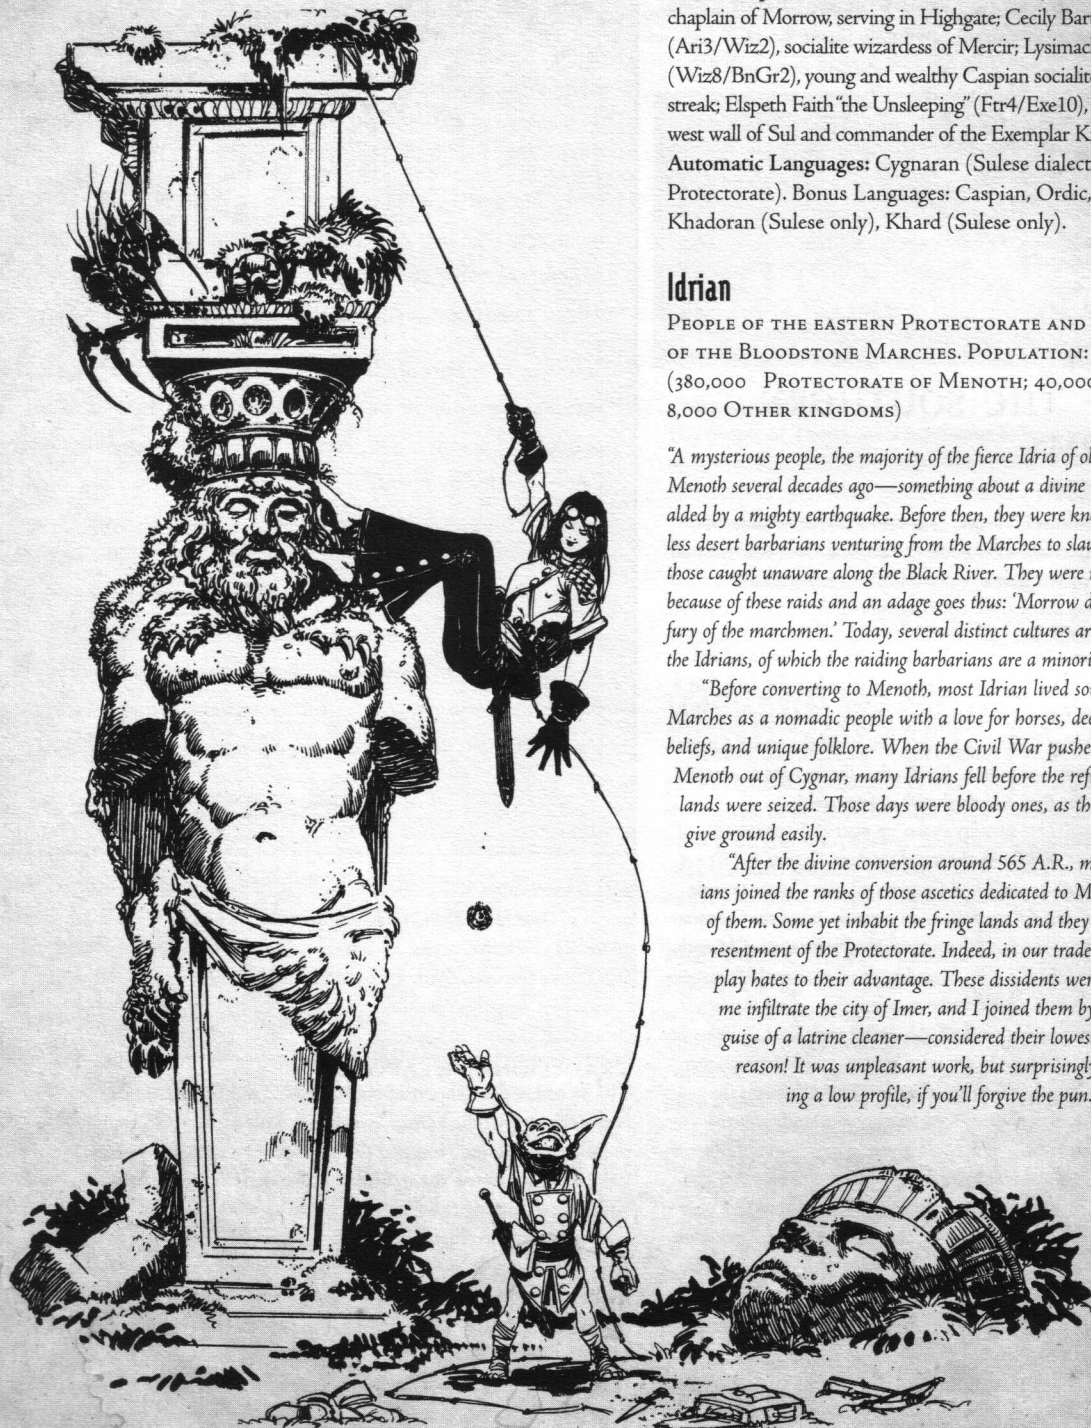 chaplain of Morrow, serving in Highgate; Cecily Bar
(Ari3/Wiz2), socialite wizardess of Mercir; Lysimac
(Wiz8/BnGr2), young and wealthy Caspian socialit
streak; Elspeth Faith "the Unsleeping" (Ftr4/Exe10),
west wall of Sul and commander of the Exemplar K
Automatic Languages: Cygnaran (Sulese dialect
Protectorate). Bonus Languages: Caspian, Ordic,
Khadoran (Sulese only), Khard (Sulese only).
Idrian
People of the eastern Protectorate and
of the Bloodstone Marches. Population:
(380,000 Protectorate of Menoth; 40,000
8,000 Other kingdoms)
"A mysterious people, the majority of the fierce Idria of ol
Menoth several decades ago—something about a divine
alded by a mighty earthquake. Before then, they were kn
less desert barbarians venturing from the Marches to slau
those caught unaware along the Black River. They were
because of these raids and an adage goes thus: 'Morrow d
fury of the marchmen.' Today, several distinct cultures ar
the Idrians, of which the raiding barbarians are a minori
"Before converting to Menoth, most Idrian lived so
Marches as a nomadic people with a love for horses, dee
beliefs, and unique folklore. When the Civil War pushe
Menoth out of Cygnar, many Idrians fell before the ref
lands were seized. Those days were bloody ones, as th
give ground easily.
"After the divine conversion around 565 A.R., m
ians joined the ranks of those ascetics dedicated to M
of them. Some yet inhabit the fringe lands and they
resentment of the Protectorate. Indeed, in our trade
play hates to their advantage. These dissidents wer
me infiltrate the city of Imer, and I joined them by
guise of a latrine cleaner—considered their lowes
reason! It was unpleasant work, but surprisingly
ing a low profile, if you'll forgive the pun.